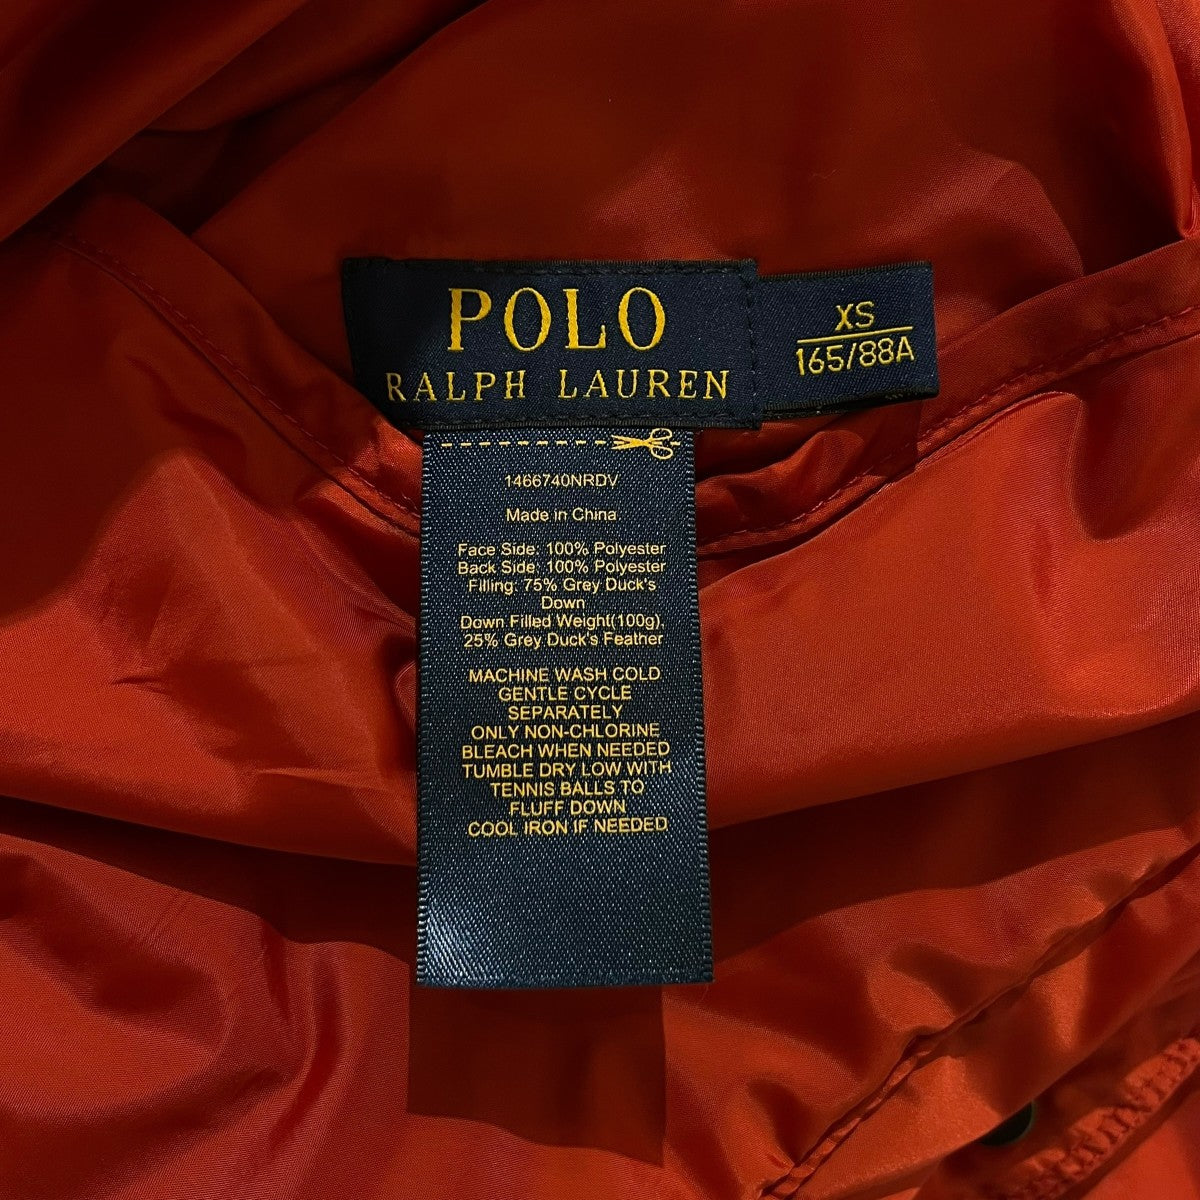 POLO
RALPH LAUREN
XS
165/88A
1466740NRDV
Made in China
Face Side: 100% Polyester
Back Side: 100% Polyester
Filling: 75% Grey Duck's
Down
Down Filled Weight(100g),
25% Grey Duck's Feather
MACHINE WASH COLD
GENTLE CYCLE
SEPARATELY
ONLY NON-CHLORINE
BLEACH WHEN NEEDED
TUMBLE DRY LOW WITH
TENNIS BALLS TO
FLUFF DOWN
COOL IRON IF NEEDED